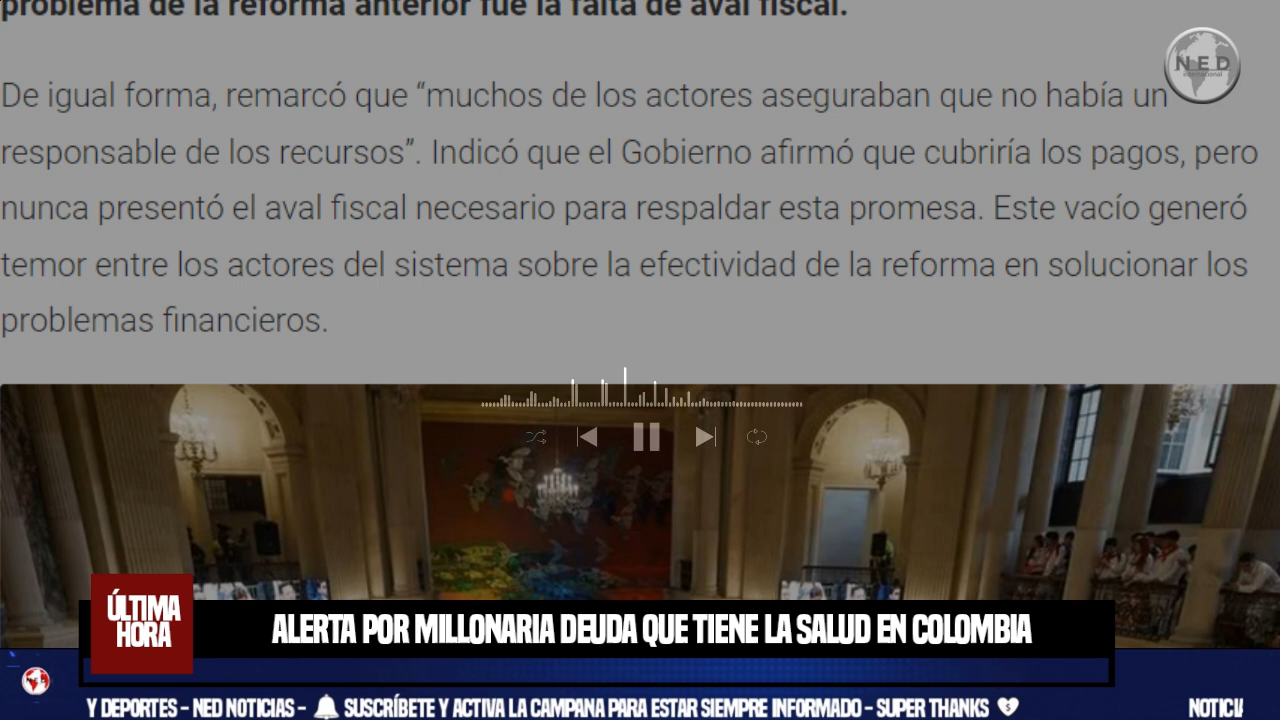 problema de la reforma anterior fue la falta de aval fiscal.
NED
international
De igual forma, remarcó que “muchos de los actores aseguraban que no había un
responsable de los recursos”. Indicó que el Gobierno afirmó que cubriría los pagos, pero
nunca presentó el aval fiscal necesario para respaldar esta promesa. Este vacío generó
temor entre los actores del sistema sobre la efectividad de la reforma en solucionar los
problemas financieros.
ÚLTIMA
HORA
ALERTA POR MILLONARIA DEUDA QUE TIENE LA SALUD EN COLOMBIA
Y DEPORTES – NED NOTICIAS – SUSCRÍBETE Y ACTIVA LA CAMPANA PARA ESTAR SIEMPRE INFORMADO – SUPER THANKS